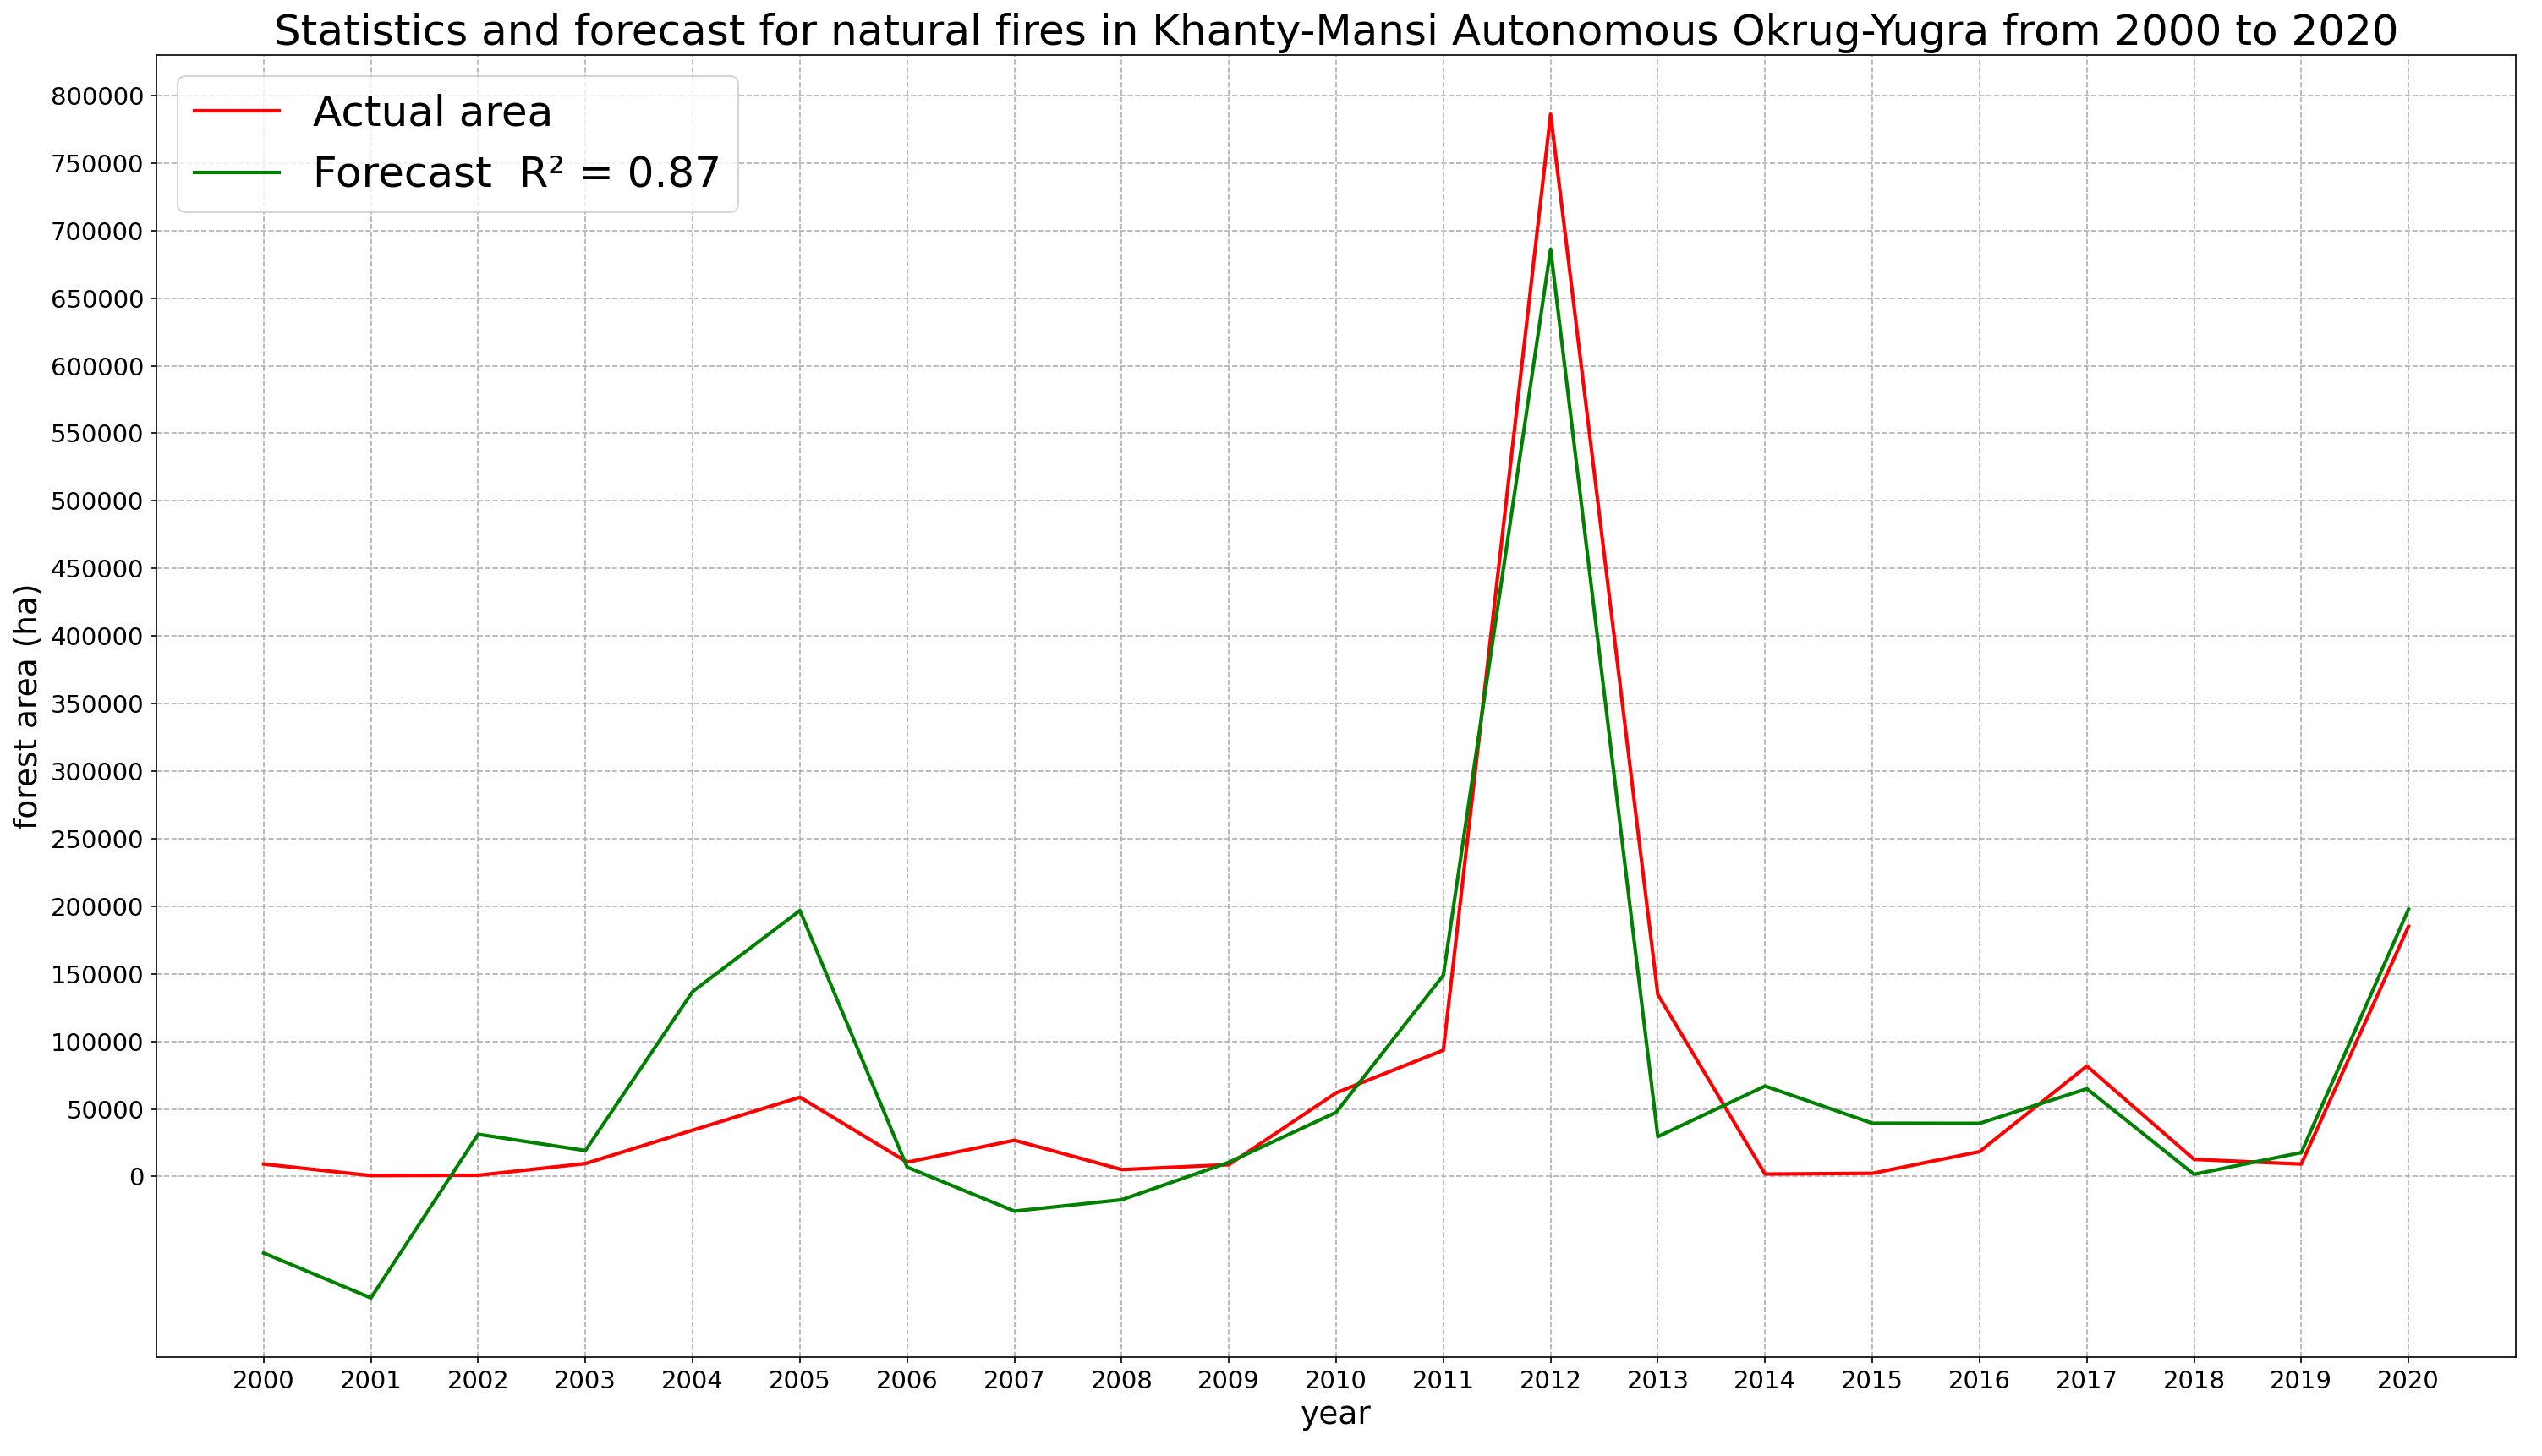 Statistics and forecast for natural fires in Khanty-Mansi Autonomous Okrug-Yugra from 2000 to 2020
Actual area
Forecast  R² = 0.87
800000
750000
700000
650000
600000
550000
500000
450000
400000
350000
300000
250000
200000
150000
100000
50000
0
forest area (ha)
2000 2001 2002 2003 2004 2005 2006 2007 2008 2009 2010 2011 2012 2013 2014 2015 2016 2017 2018 2019 2020
year